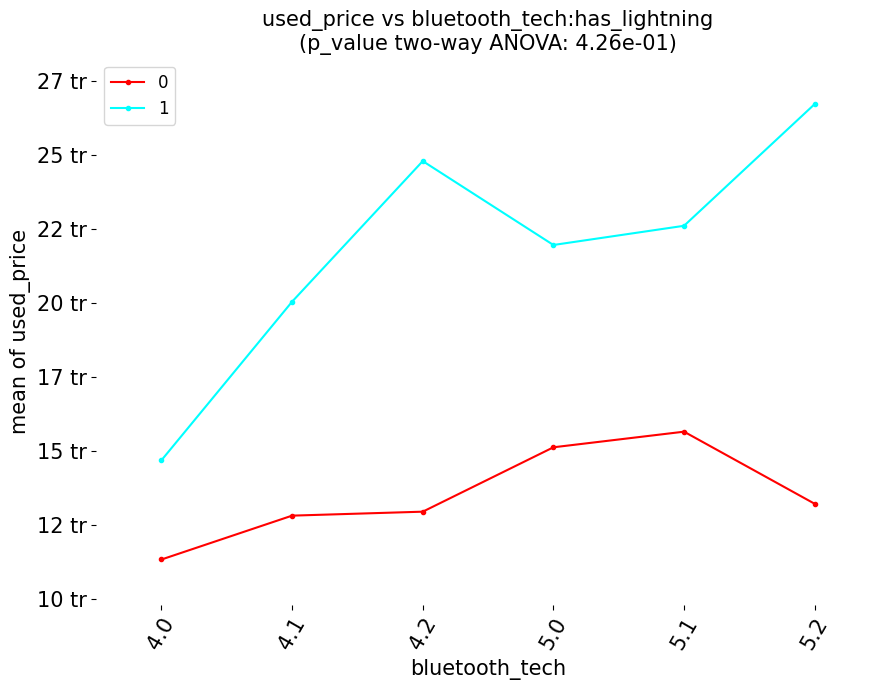 used_price vs bluetooth_tech:has_lightning
(p_value two-way ANOVA: 4.26e-01)
0
1
mean of used_price
27 tr
25 tr
22 tr
20 tr
17 tr
15 tr
12 tr
10 tr
4.0
4.1
4.2
5.0
5.1
5.2
bluetooth_tech